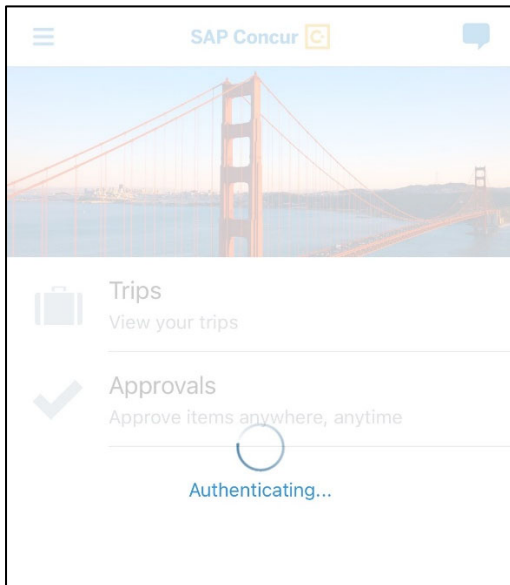 SAP Concur C
Trips
View your trips
Approvals
Approve items anywhere, anytime
Authenticating...